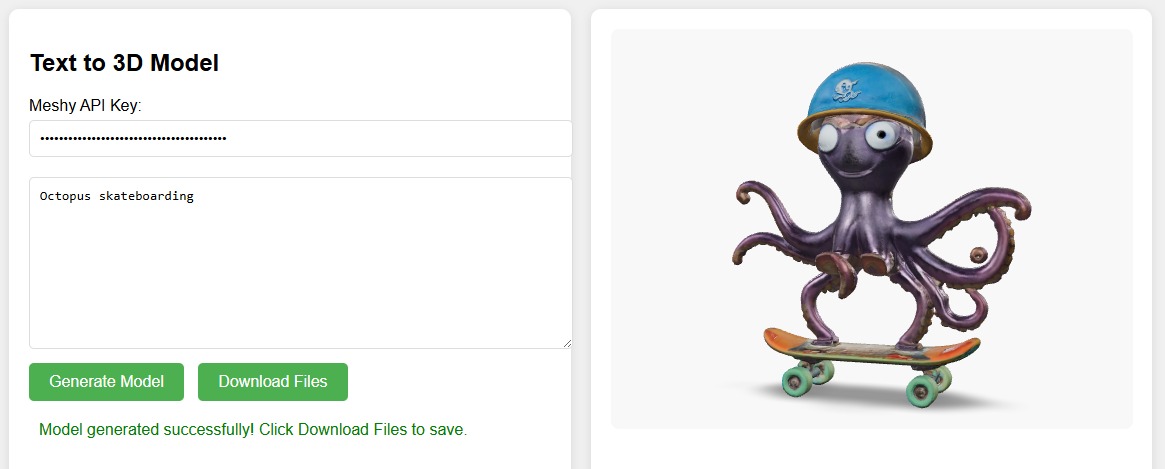 Text to 3D Model
Meshy API Key:
••••••••••••••••••••••••••••••••••••••••
Octopus skateboarding
Generate Model
Download Files
Model generated successfully! Click Download Files to save.